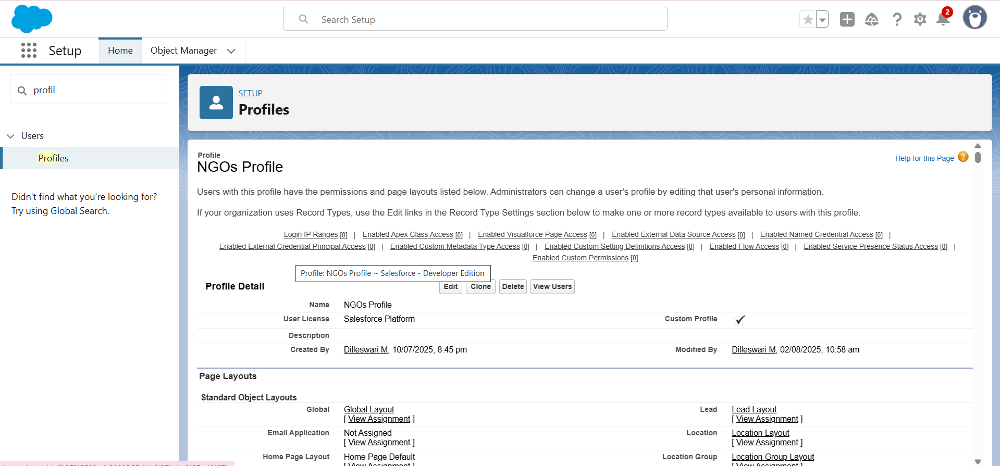 Search Setup
2
Setup
Home
Object Manager
profil
Users
Profiles
Didn't find what you're looking for?
Try using Global Search.
SETUP
Profiles
Profile
NGOs Profile
Help for this Page
?
Users with this profile have the permissions and page layouts listed below. Administrators can change a user's profile by editing that user's personal information.
If your organization uses Record Types, use the Edit links in the Record Type Settings section below to make one or more record types available to users with this profile.
Login IP Ranges [0] | Enabled Apex Class Access [0] | Enabled Visualforce Page Access [0] | Enabled External Data Source Access [0] | Enabled Named Credential Access [0] |
Enabled External Credential Principal Access [0] | Enabled Custom Metadata Type Access [0] | Enabled Custom Setting Definitions Access [0] | Enabled Flow Access [0] | Enabled Service Presence Status Access [0] |
Enabled Custom Permissions [0]
Profile: NGOs Profile ~ Salesforce - Developer Edition
Profile Detail
Edit Clone Delete View Users
Name NGOs Profile
User License Salesforce Platform Custom Profile
Description
Created By Dilleswari M, 10/07/2025, 8:45 pm Modified By Dilleswari M, 02/08/2025, 10:58 am
Page Layouts
Standard Object Layouts
Global Global Layout Lead Lead Layout
[ View Assignment ] [ View Assignment ]
Email Application Not Assigned Location Location Layout
[ View Assignment ] [ View Assignment ]
Home Page Layout Home Page Default Location Group Location Group Layout
[ View Assignment ] [ View Assignment ]